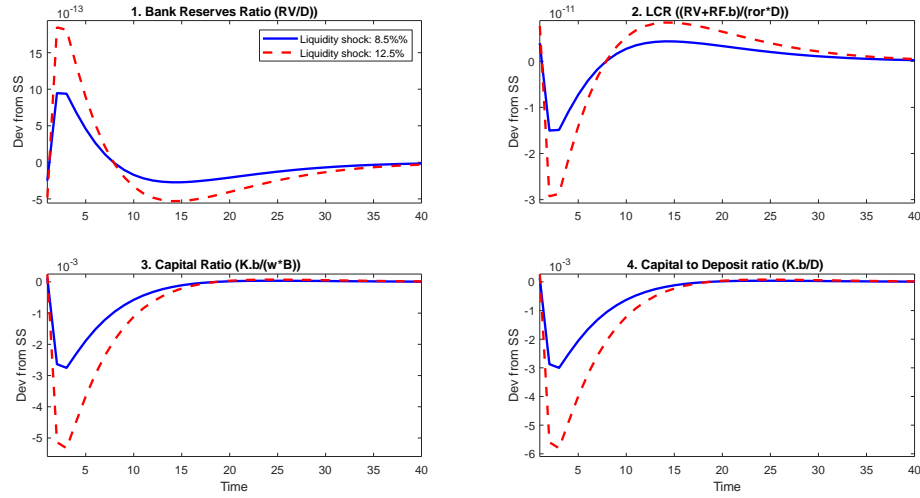 1. Bank Reserves Ratio (RV/D))
×10^-13
Dev from SS
15
10
5
0
-5
5 10 15 20 25 30 35 40
Liquidity shock: 8.5%%
Liquidity shock: 12.5%
2. LCR ((RV+RF.b)/(ror*D))
×10^-11
0
-1
-2
-3
5 10 15 20 25 30 35 40
3. Capital Ratio (K.b/(w*B))
×10^-3
Dev from SS
0
-1
-2
-3
-4
-5
5 10 15 20 25 30 35 40
Time
4. Capital to Deposit ratio (K.b/D)
×10^-3
Dev from SS
0
-1
-2
-3
-4
-5
-6
5 10 15 20 25 30 35 40
Time